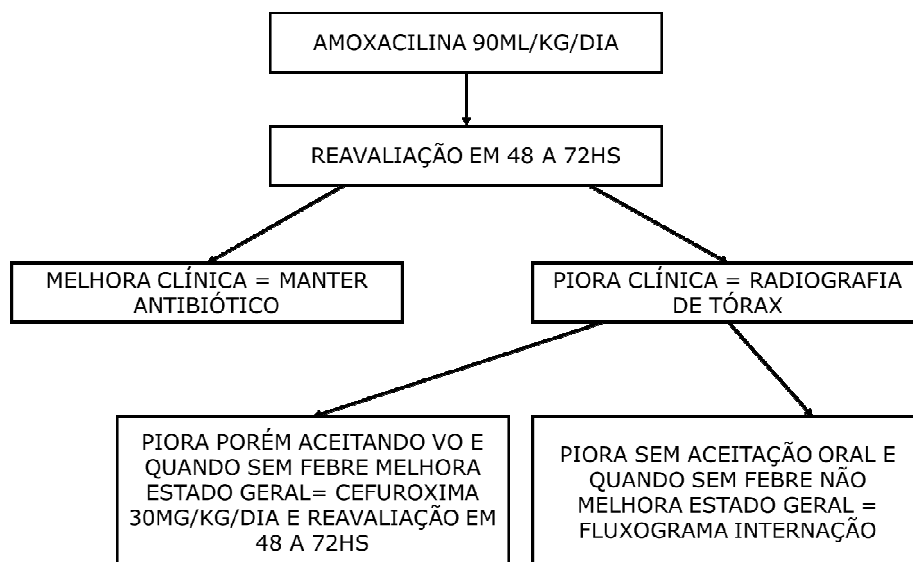 AMOXACILINA 90ML/KG/DIA
REAVALIAÇÃO EM 48 A 72HS
MELHORA CLÍNICA = MANTER
ANTIBIÓTICO
PIORA CLÍNICA = RADIOGRAFIA
DE TÓRAX
PIORA PORÉM ACEITANDO VO E
QUANDO SEM FEBRE MELHORA
ESTADO GERAL= CEFUROXIMA
30MG/KG/DIA E REAVALIAÇÃO EM
48 A 72HS
PIORA SEM ACEITAÇÃO ORAL E
QUANDO SEM FEBRE NÃO
MELHORA ESTADO GERAL =
FLUXOGRAMA INTERNAÇÃO